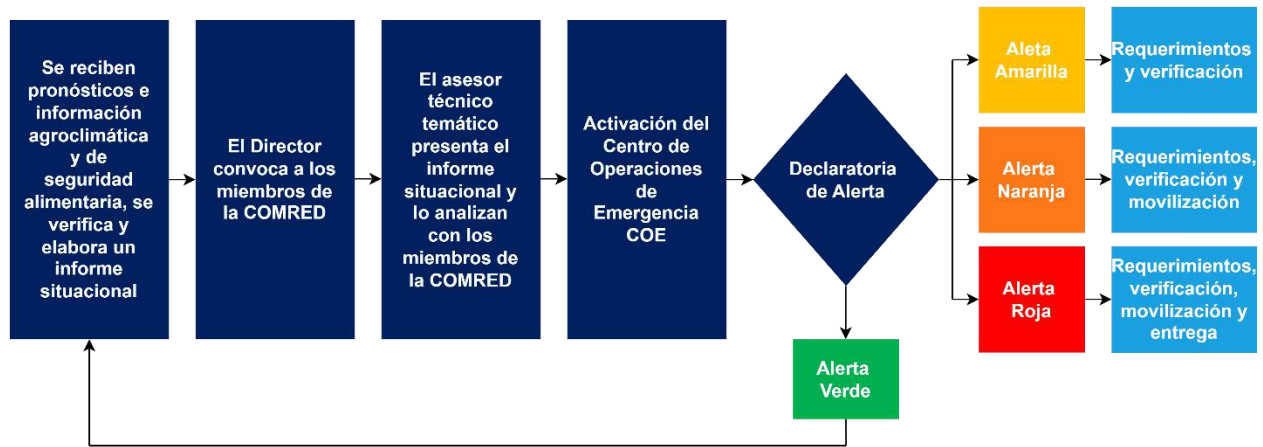 Se reciben
pronósticos e
información
agroclimática
y de
seguridad
alimentaria, se
verifica y
elabora un
informe
situacional
El Director
convoca a los
miembros de
la COMRED
El asesor
técnico
temático
presenta el
informe
situacional y
lo analizan
con los
miembros de
la COMRED
Activación del
Centro de
Operaciones
de
Emergencia
COE
Declaratoria
de Alerta
Aleta
Amarilla
Requerimientos
y verificación
Alerta
Naranja
Requerimientos,
verificación y
movilización
Alerta
Roja
Requerimientos,
verificación,
movilización y
entrega
Alerta
Verde